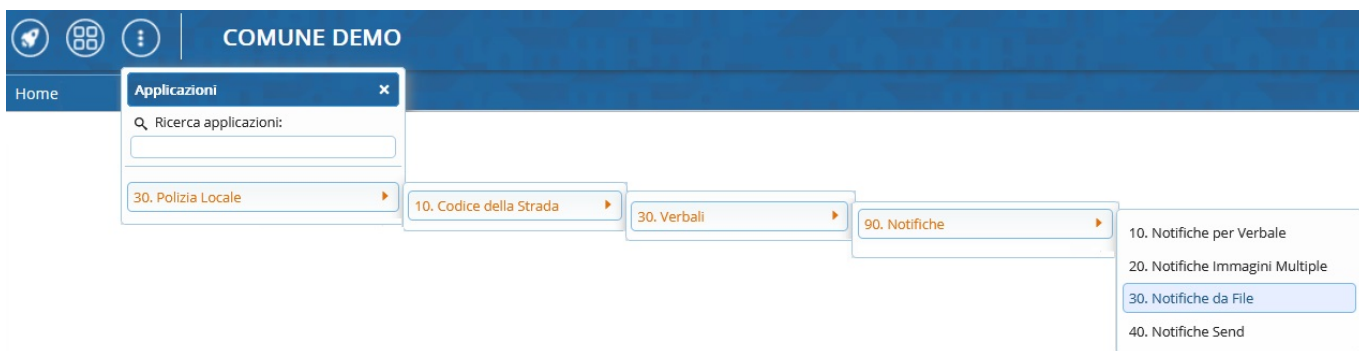 COMUNE DEMO
Home
Applicazioni ×
Ricerca applicazioni:
30. Polizia Locale
10. Codice della Strada
30. Verbali
90. Notifiche
10. Notifiche per Verbale
20. Notifiche Immagini Multiple
30. Notifiche da File
40. Notifiche Send